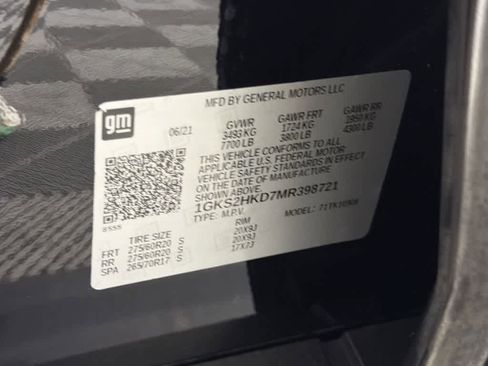 gm
MFD BY GENERAL MOTORS LLC
06/21 GVWR GAWR FRT GAWR RR
3493 KG 1724 KG 1950 KG
7700 LB 3800 LB 4300 LB
THIS VEHICLE CONFORMS TO ALL
APPLICABLE U.S. FEDERAL MOTOR
VEHICLE SAFETY STANDARDS IN EFFECT
ON THE DATE OF MANUFACTURE
SHOWN ABOVE.
1GKS2HKD7MR398721
TYPE: M.P.V. MODEL:
TIRE SIZE RIM
FRT 275/60R20 S 20X9J
RR 275/60R20 S 20X9J
SPA 265/70R17 S 17X7J